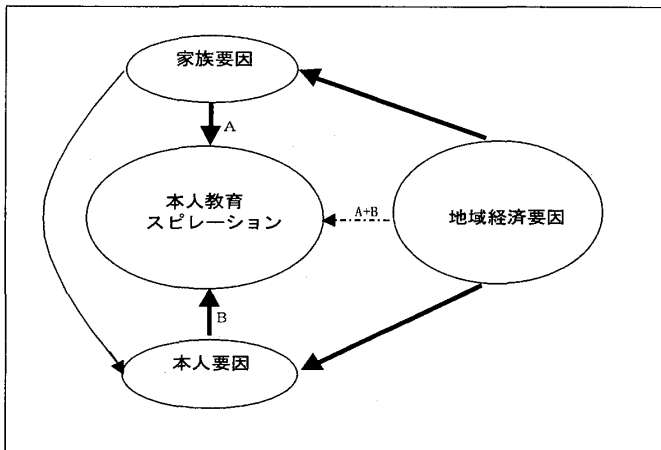 家族要因
A
本人教育
スピレーション
A+B
地域経済要因
B
本人要因